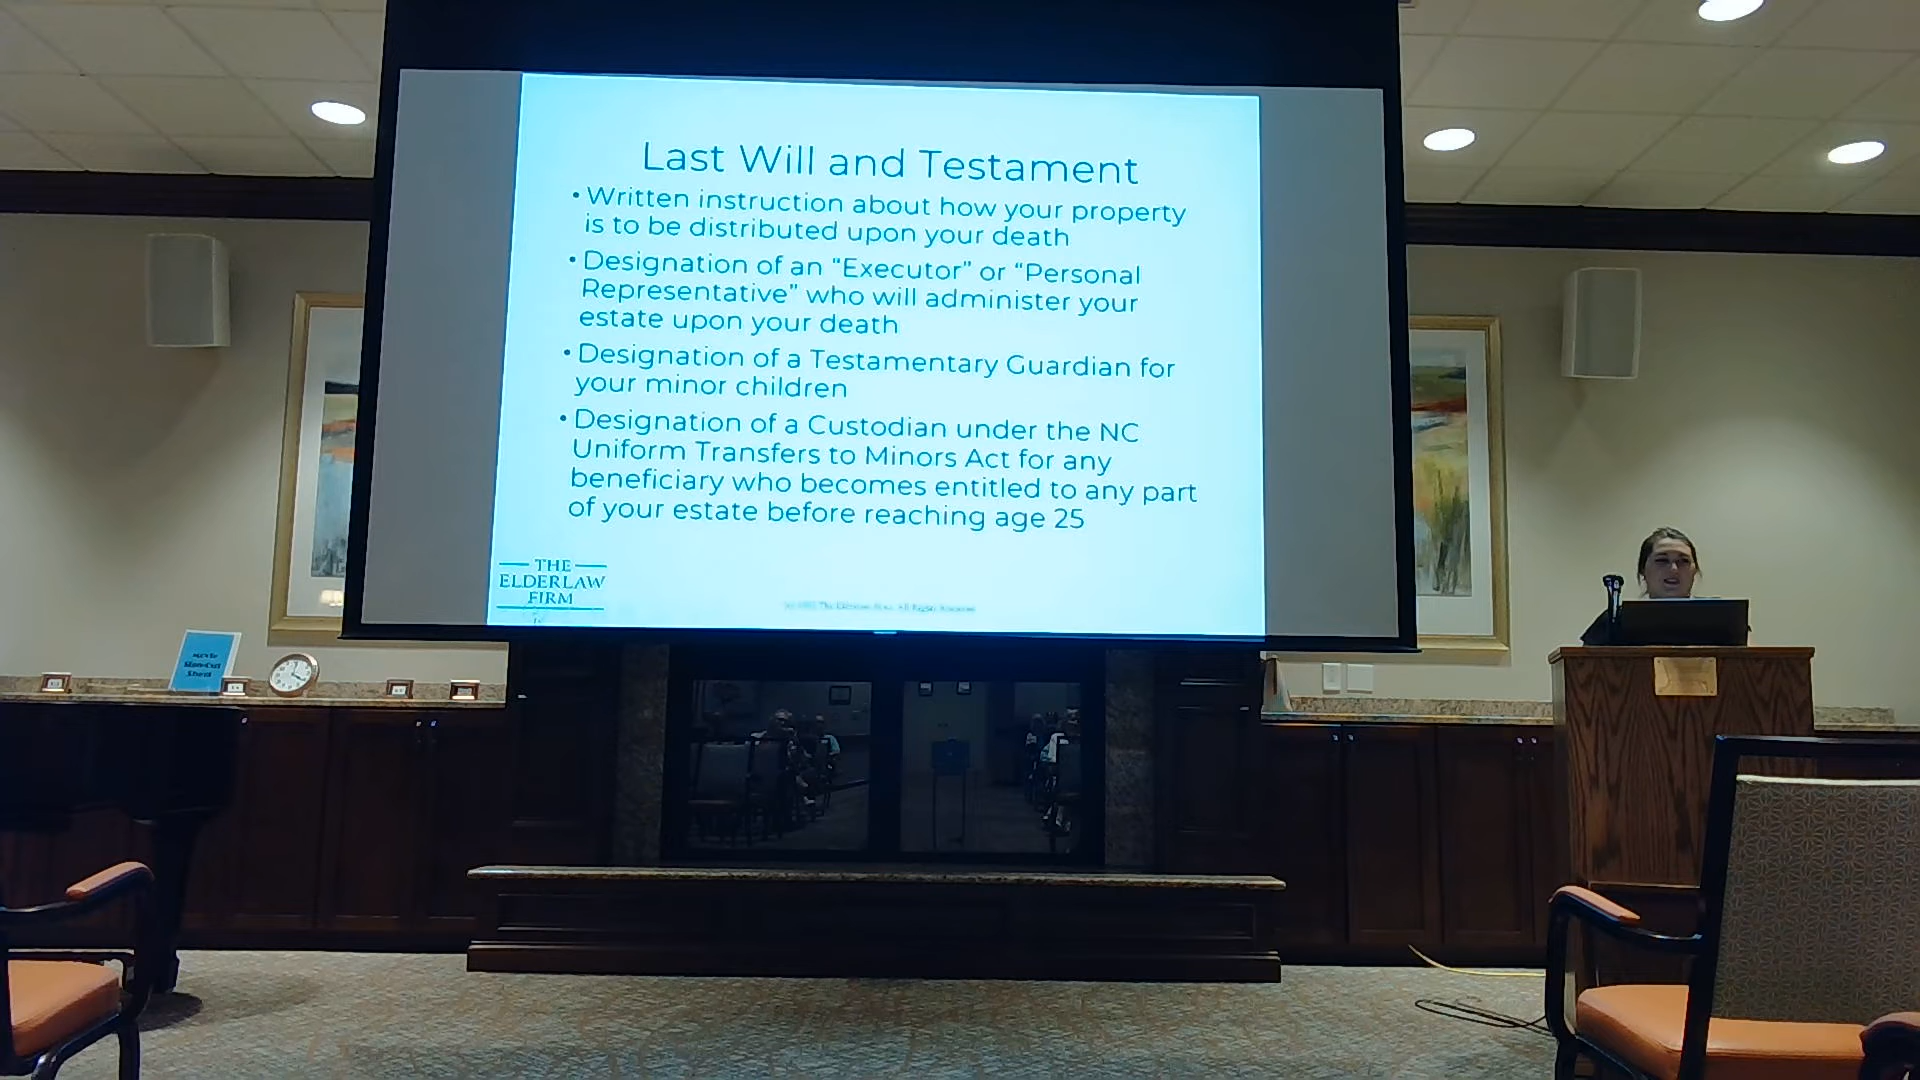 Last Will and Testament
• Written instruction about how your property
is to be distributed upon your death
• Designation of an “Executor” or “Personal
Representative” who will administer your
estate upon your death
• Designation of a Testamentary Guardian for
your minor children
• Designation of a Custodian under the NC
Uniform Transfers to Minors Act for any
beneficiary who becomes entitled to any part
of your estate before reaching age 25
THE
ELDERLAW
FIRM